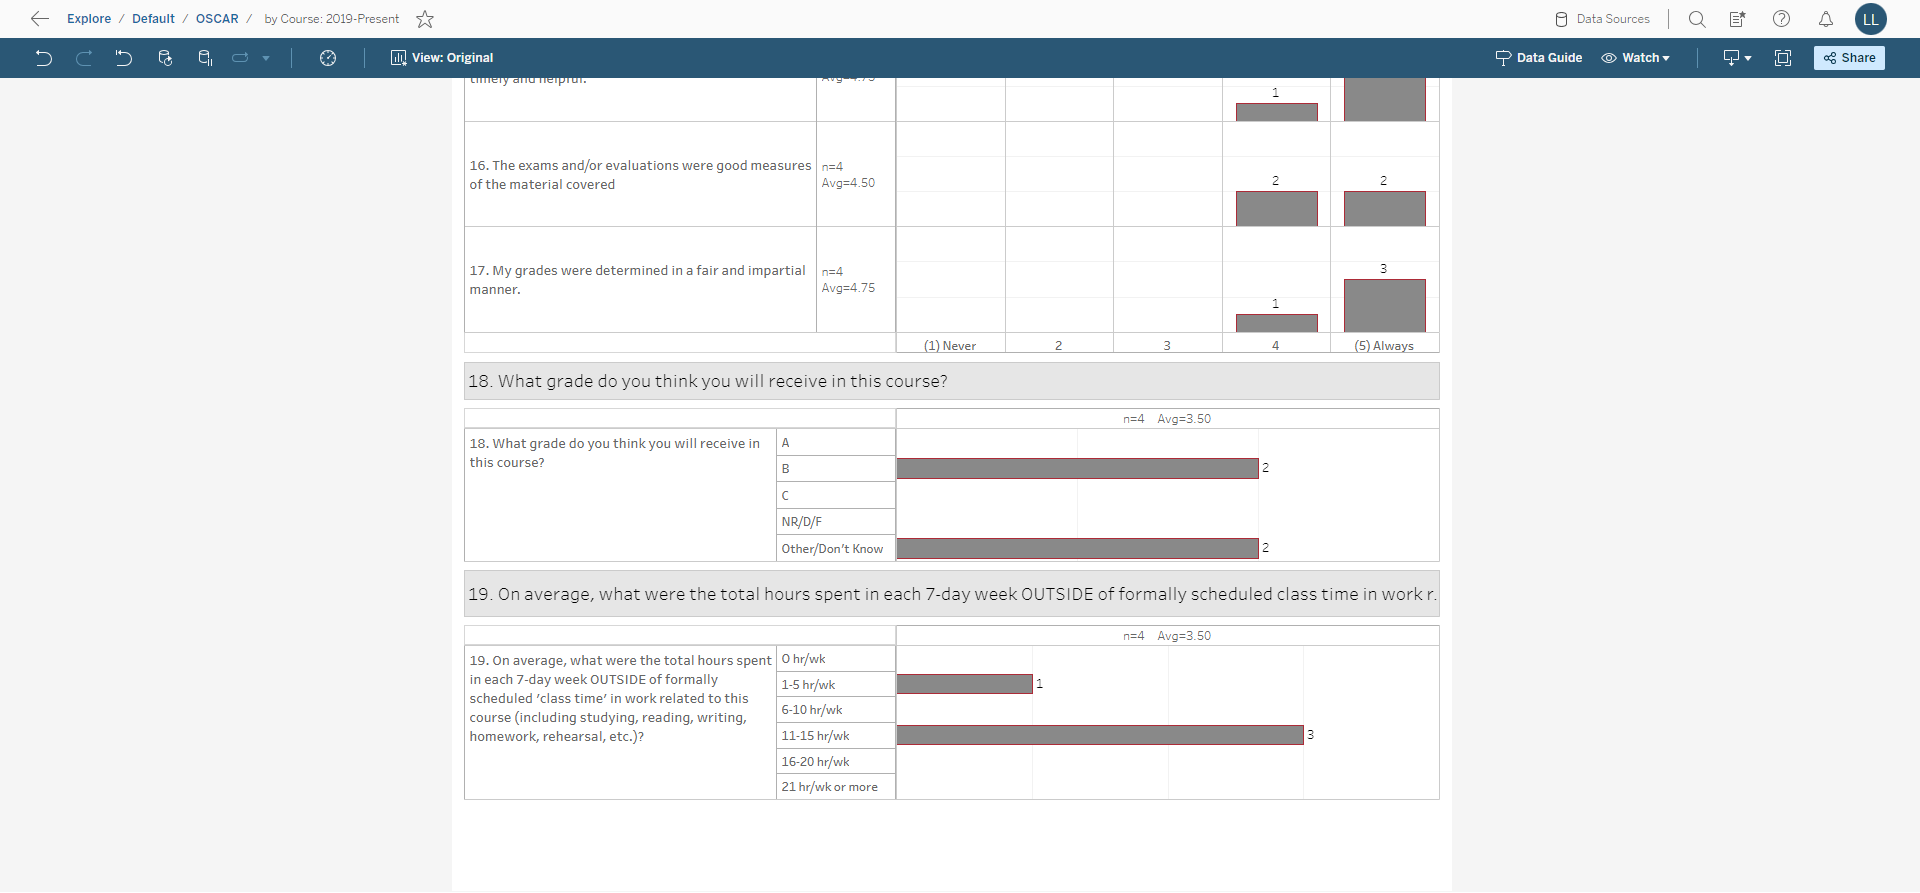 Explore / Default / OSCAR / by Course: 2019-Present
Data Sources
LL
View: Original
Data Guide
Watch
Share
timely and helpful.
Avg=4.75
1
16. The exams and/or evaluations were good measures
of the material covered
n=4
Avg=4.50
2
2
17. My grades were determined in a fair and impartial
manner.
n=4
Avg=4.75
1
3
(1) Never
2
3
4
(5) Always
18. What grade do you think you will receive in this course?
n=4 Avg=3.50
18. What grade do you think you will receive in
this course?
A
B
2
C
NR/D/F
Other/Don't Know
2
19. On average, what were the total hours spent in each 7-day week OUTSIDE of formally scheduled class time in work r.
n=4 Avg=3.50
19. On average, what were the total hours spent
in each 7-day week OUTSIDE of formally
scheduled 'class time' in work related to this
course (including studying, reading, writing,
homework, rehearsal, etc.)?
0 hr/wk
1-5 hr/wk
1
6-10 hr/wk
11-15 hr/wk
3
16-20 hr/wk
21 hr/wk or more